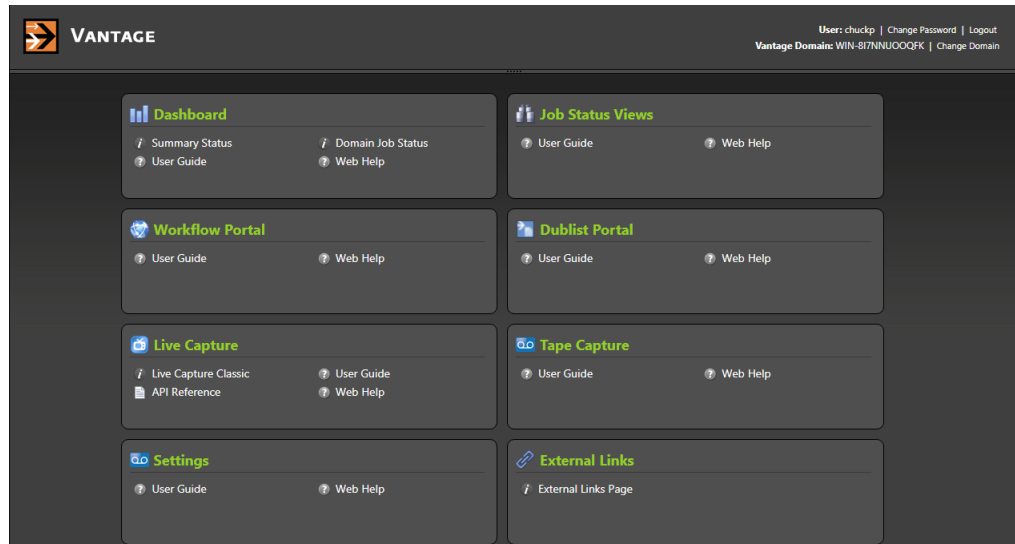 VANTAGE
User: chuckp | Change Password | Logout
Vantage Domain: WIN-8I7NNUOOQFK | Change Domain
Dashboard
Summary Status
Domain Job Status
User Guide
Web Help
Job Status Views
User Guide
Web Help
Workflow Portal
User Guide
Web Help
Dublist Portal
User Guide
Web Help
Live Capture
Live Capture Classic
User Guide
API Reference
Web Help
Tape Capture
User Guide
Web Help
Settings
User Guide
Web Help
External Links
External Links Page